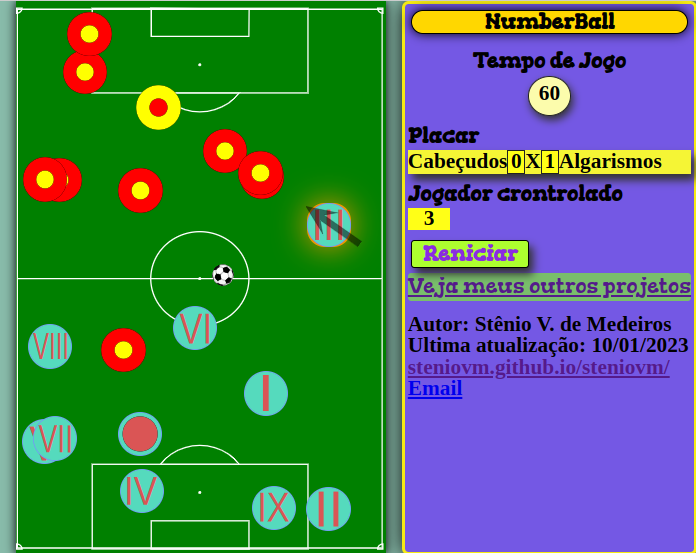 NumberBall
Tempo de Jogo
60
Placar
Cabeçudos 0 X 1 Algarismos
Jogador crontrolado
3
Reniciar
Veja meus outros projetos
Autor: Stênio V. de Medeiros
Ultima atualização: 10/01/2023
steniovm.github.io/steniovm/
Email
III
VI
VIII
I
VII
IV
IX
II